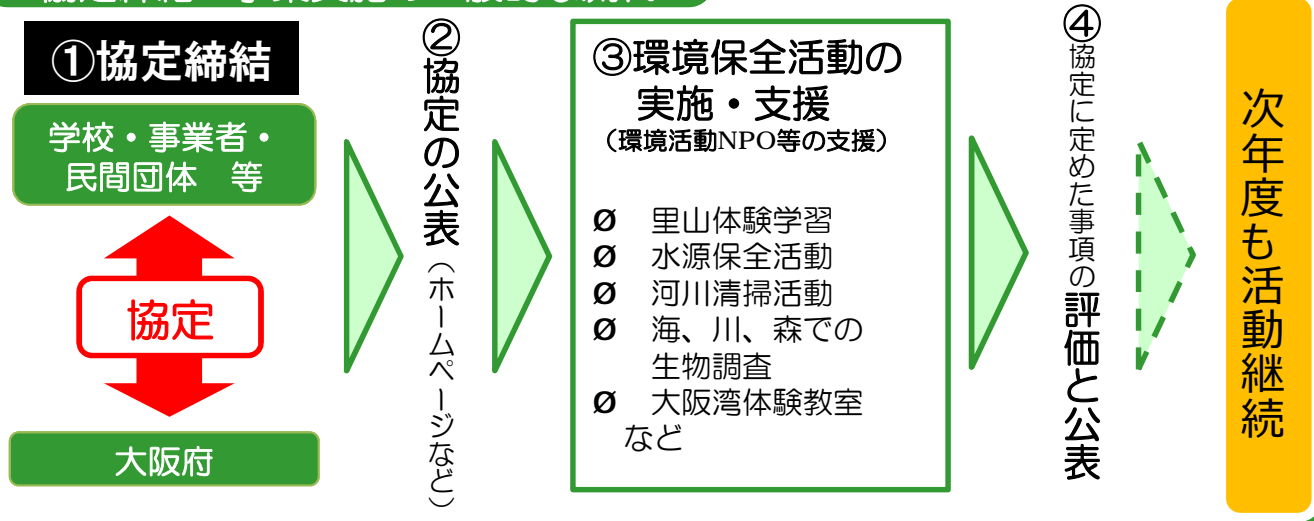 ①協定締結
学校・事業者・
民間団体　等
協定
大阪府
②協定の公表（ホームページなど）
③環境保全活動の
実施・支援
（環境活動NPO等の支援）
Ø　里山体験学習
Ø　水源保全活動
Ø　河川清掃活動
Ø　海、川、森での
生物調査
Ø　大阪湾体験教室
など
④協定に定めた事項の評価と公表
次年度も活動継続